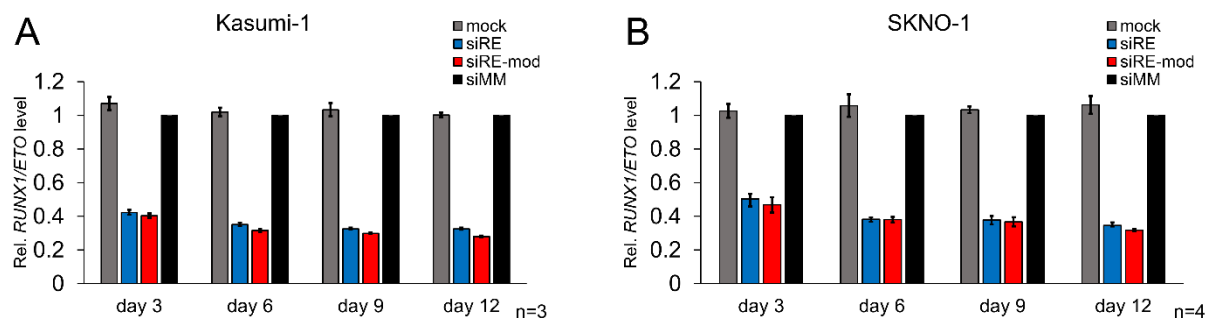 A
Kasumi-1
mock
siRE
siRE-mod
siMM
Rel. RUNX1/ETO level
1.2
1
0.8
0.6
0.4
0.2
0
day 3 day 6 day 9 day 12
n=3
B
SKNO-1
mock
siRE
siRE-mod
siMM
Rel. RUNX1/ETO level
1.2
1
0.8
0.6
0.4
0.2
0
day 3 day 6 day 9 day 12
n=4